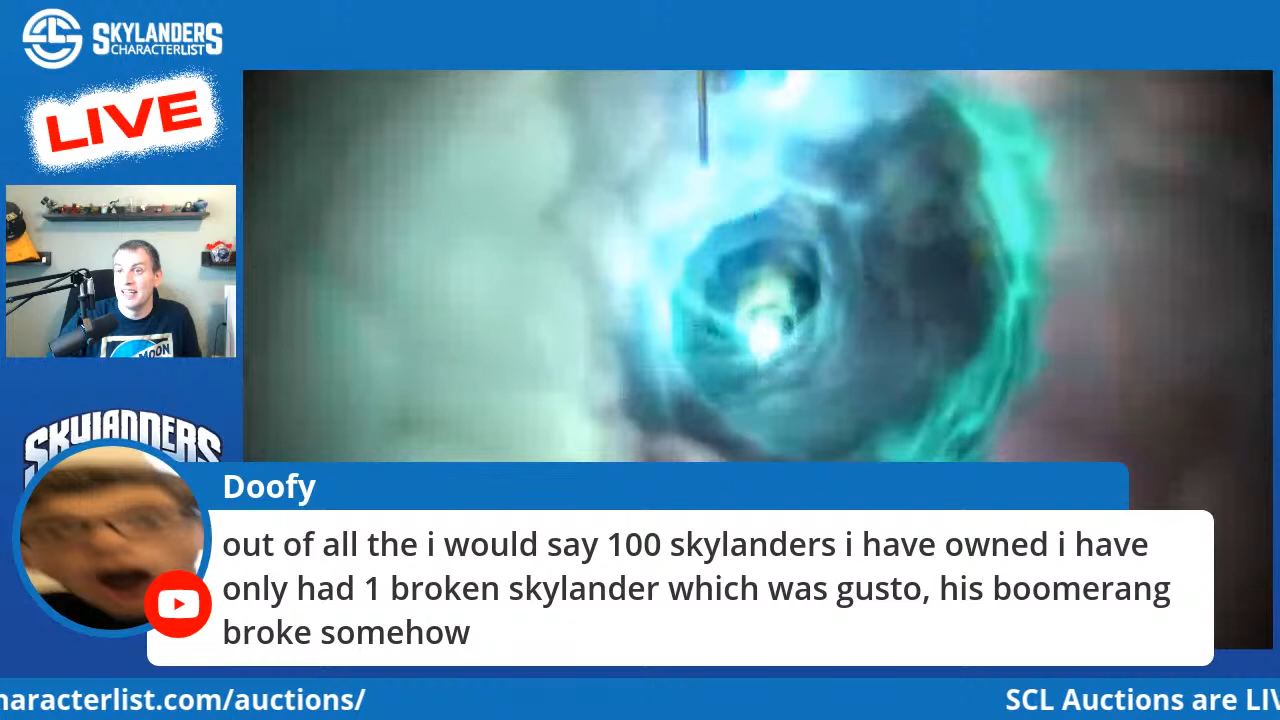 SKYLANDERS
CHARACTERLIST
LIVE
MOON
SKYLANDERS
Doofy
out of all the i would say 100 skylanders i have owned i have
only had 1 broken skylander which was gusto, his boomerang
broke somehow
haracterlist.com/auctions/
SCL Auctions are LIV